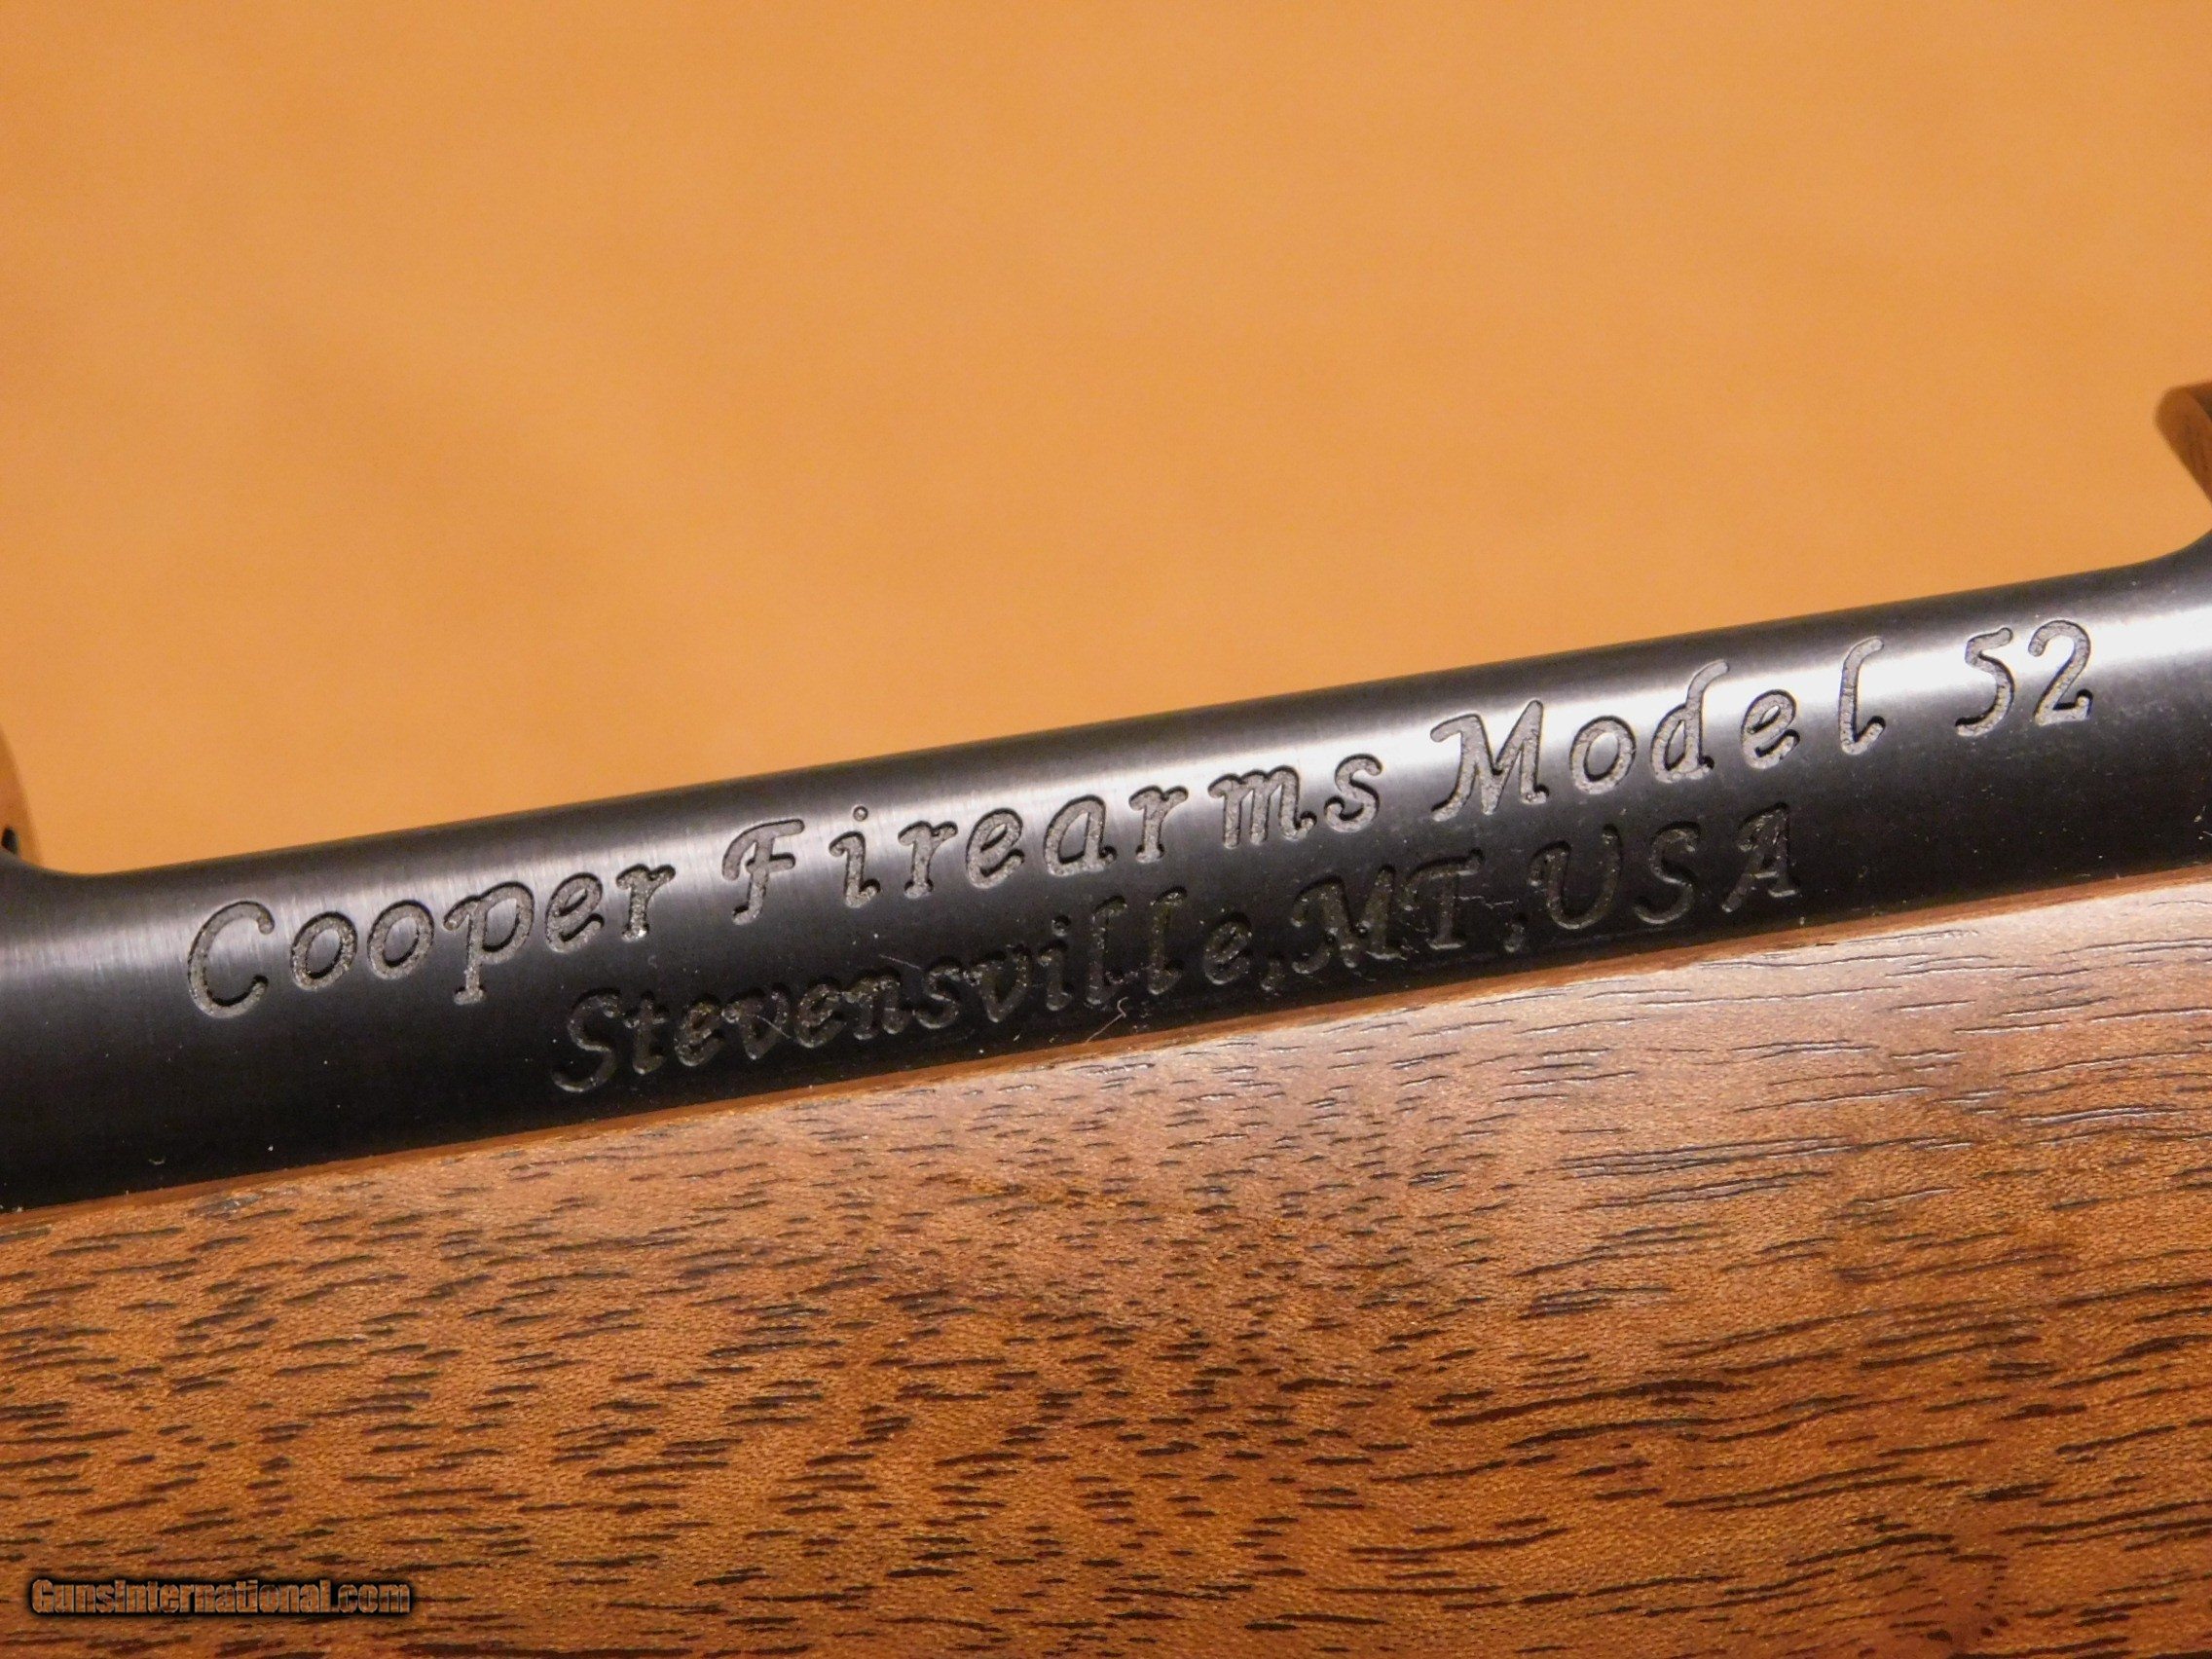 Cooper Firearms Model 52
Stevensville, MT, USA
GunsInternational.com